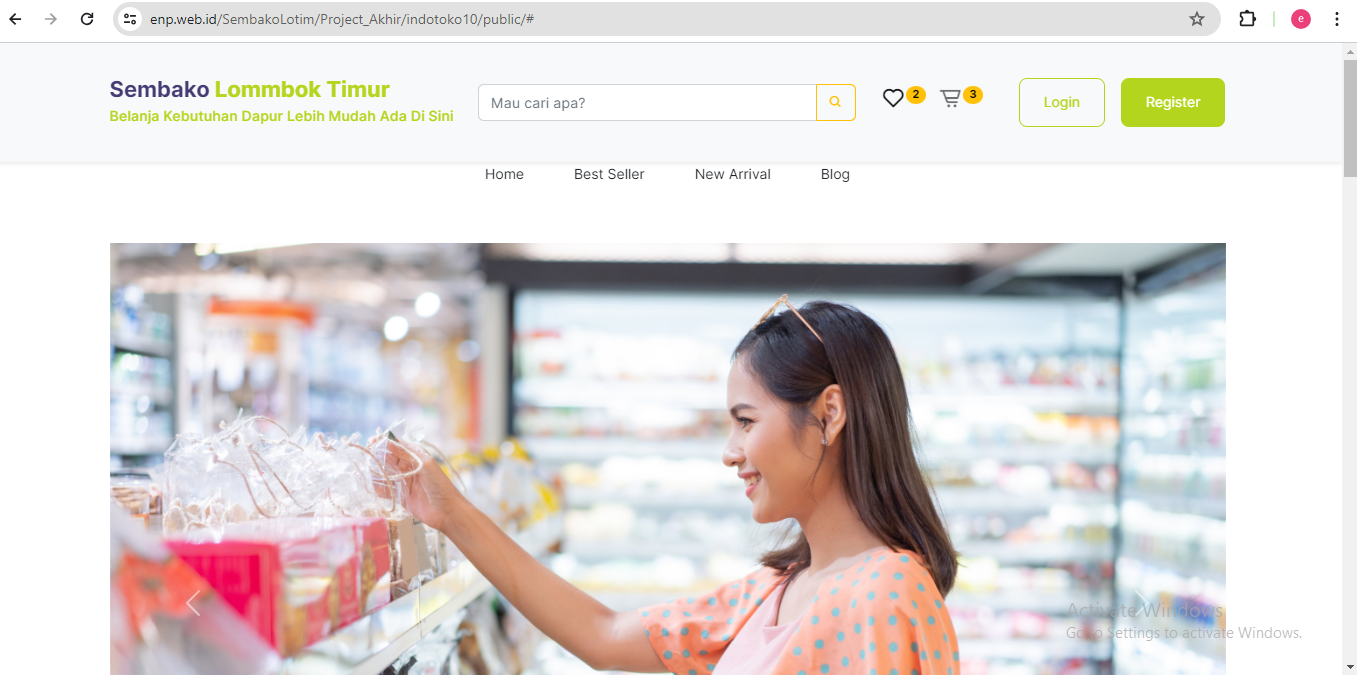 enp.web.id/SembakoLotim/Project_Akhir/indotoko10/public/#
e
Sembako Lommbok Timur
Belanja Kebutuhan Dapur Lebih Mudah Ada Di Sini
Mau cari apa?
2
3
Login
Register
Home Best Seller New Arrival Blog
Activate Windows
Go to Settings to activate Windows.